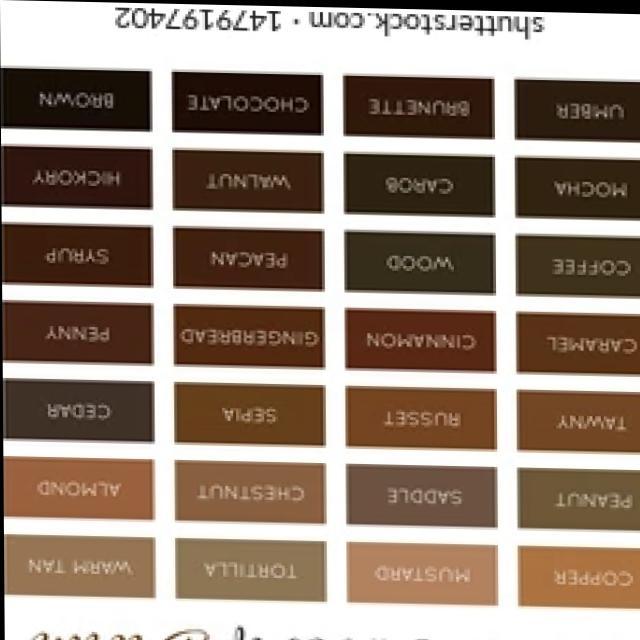 COPPER MUSTARD TORTILLA WARM TAN
PEANUT SADDLE CHESTNUT ALMOND
TAWNY RUSSET SEPIA CEDAR
CARAMEL CINNAMON GINGERBREAD PENNY
COFFEE WOOD PEACAN SYRUP
MOCHA CAROB WALNUT HICKORY
UMBER BRUNETTE CHOCOLATE BROWN
shutterstock.com · 1479197402